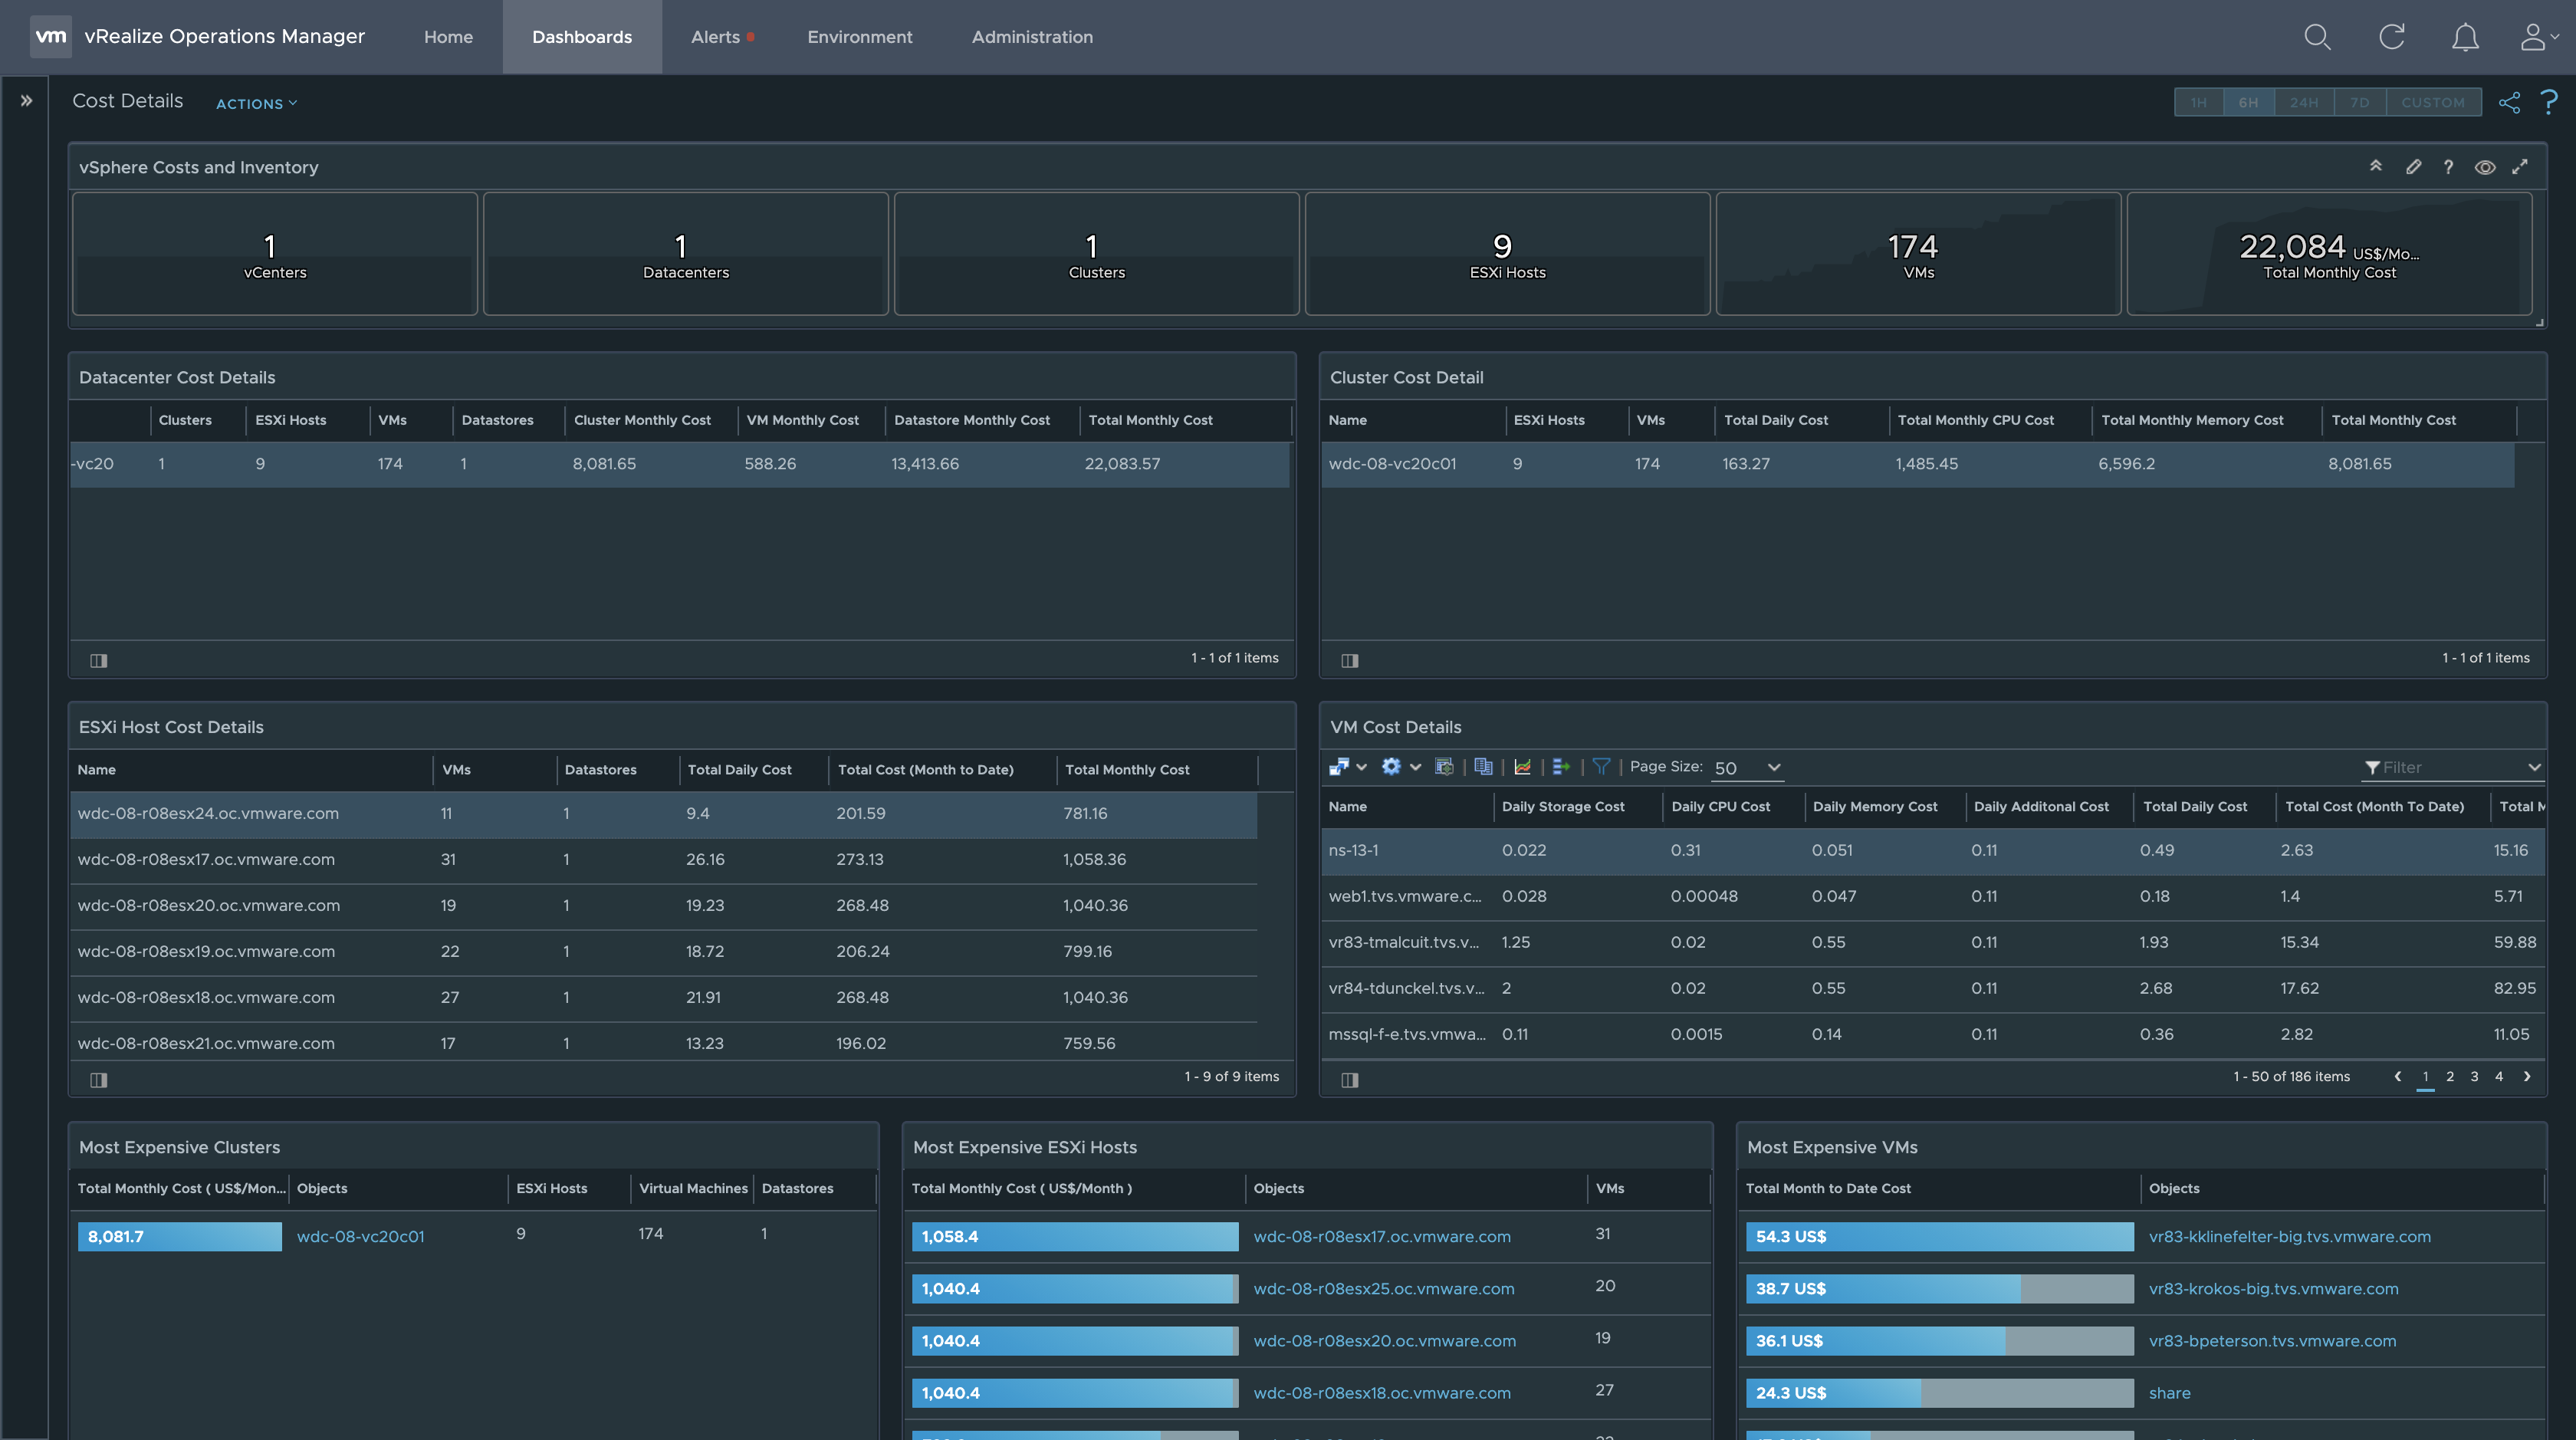 vm vRealize Operations Manager Home Dashboards Alerts Environment Administration
Cost Details ACTIONS 1H 6H 24H 7D CUSTOM ?
vSphere Costs and Inventory ?
1
vCenters
1
Datacenters
1
Clusters
9
ESXi Hosts
174
VMs
22,084 US$/Mo...
Total Monthly Cost
Datacenter Cost Details
Clusters ESXi Hosts VMs Datastores Cluster Monthly Cost VM Monthly Cost Datastore Monthly Cost Total Monthly Cost
-vc20 1 9 174 1 8,081.65 588.26 13,413.66 22,083.57
1 - 1 of 1 items
Cluster Cost Detail
Name ESXi Hosts VMs Total Daily Cost Total Monthly CPU Cost Total Monthly Memory Cost Total Monthly Cost
wdc-08-vc20c01 9 174 163.27 1,485.45 6,596.2 8,081.65
1 - 1 of 1 items
ESXi Host Cost Details
Name VMs Datastores Total Daily Cost Total Cost (Month to Date) Total Monthly Cost
wdc-08-r08esx24.oc.vmware.com 11 1 9.4 201.59 781.16
wdc-08-r08esx17.oc.vmware.com 31 1 26.16 273.13 1,058.36
wdc-08-r08esx20.oc.vmware.com 19 1 19.23 268.48 1,040.36
wdc-08-r08esx19.oc.vmware.com 22 1 18.72 206.24 799.16
wdc-08-r08esx18.oc.vmware.com 27 1 21.91 268.48 1,040.36
wdc-08-r08esx21.oc.vmware.com 17 1 13.23 196.02 759.56
1 - 9 of 9 items
VM Cost Details
Page Size: 50 Filter
Name Daily Storage Cost Daily CPU Cost Daily Memory Cost Daily Additonal Cost Total Daily Cost Total Cost (Month To Date) Total M
ns-13-1 0.022 0.31 0.051 0.11 0.49 2.63 15.16
web1.tvs.vmware.c... 0.028 0.00048 0.047 0.11 0.18 1.4 5.71
vr83-tmalcuit.tvs.v... 1.25 0.02 0.55 0.11 1.93 15.34 59.88
vr84-tdunckel.tvs.v... 2 0.02 0.55 0.11 2.68 17.62 82.95
mssql-f-e.tvs.vmwa... 0.11 0.0015 0.14 0.11 0.36 2.82 11.05
1 - 50 of 186 items 1 2 3 4
Most Expensive Clusters
Total Monthly Cost ( US$/Mon... Objects ESXi Hosts Virtual Machines Datastores
8,081.7 wdc-08-vc20c01 9 174 1
Most Expensive ESXi Hosts
Total Monthly Cost ( US$/Month ) Objects VMs
1,058.4 wdc-08-r08esx17.oc.vmware.com 31
1,040.4 wdc-08-r08esx25.oc.vmware.com 20
1,040.4 wdc-08-r08esx20.oc.vmware.com 19
1,040.4 wdc-08-r08esx18.oc.vmware.com 27
Most Expensive VMs
Total Month to Date Cost Objects
54.3 US$ vr83-kklinefelter-big.tvs.vmware.com
38.7 US$ vr83-krokos-big.tvs.vmware.com
36.1 US$ vr83-bpeterson.tvs.vmware.com
24.3 US$ share